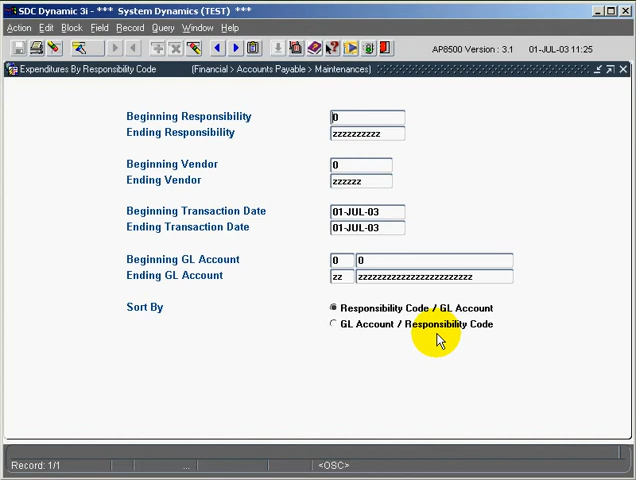 SDC Dynamic 3i - *** System Dynamics (TEST) ***
Action Edit Block Field Record Query Window
AP8500 Version : 3.1 01-JUL-03 11:25
Expenditures By Responsibility Code (Financial > Accounts Payable > Maintenances)
Beginning Responsibility 0
Ending Responsibility zzzzzzzzzz
Beginning Vendor 0
Ending Vendor zzzzzz
Beginning Transaction Date 01-JUL-03
Ending Transaction Date 01-JUL-03
Beginning GL Account 0 0
Ending GL Account zz zzzzzzzzzzzzzzzzzzzzzzzz
Sort By Responsibility Code / GL Account
GL Account / Responsibility Code
Record: 1/1 ... <OSC>